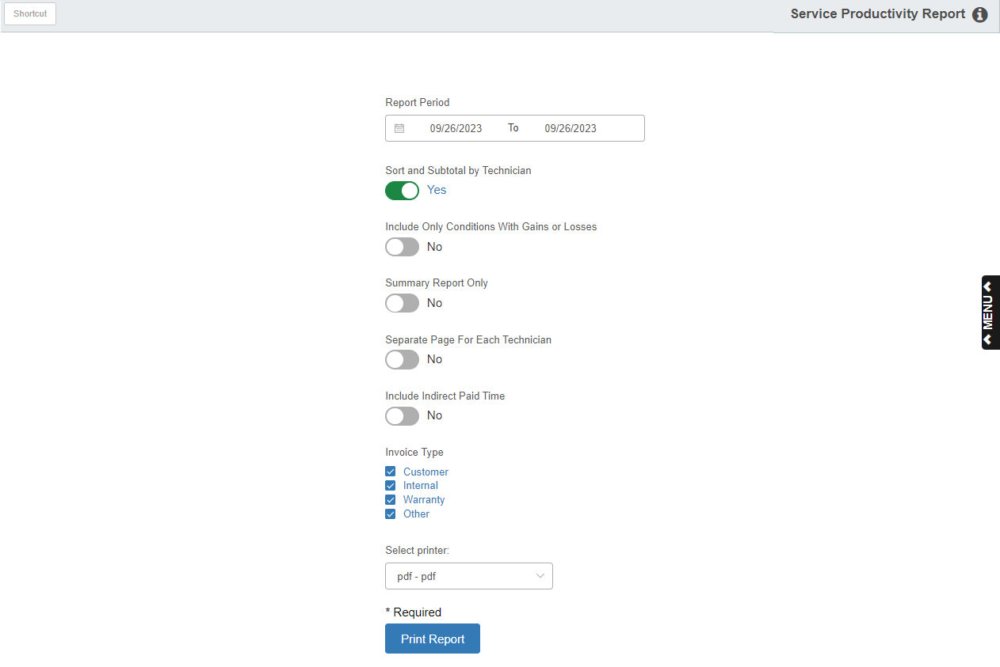 Shortcut
Service Productivity Report
Report Period
09/26/2023 To 09/26/2023
Sort and Subtotal by Technician
Yes
Include Only Conditions With Gains or Losses
No
Summary Report Only
No
MENU
Separate Page For Each Technician
No
Include Indirect Paid Time
No
Invoice Type
Customer
Internal
Warranty
Other
Select printer:
pdf - pdf
* Required
Print Report